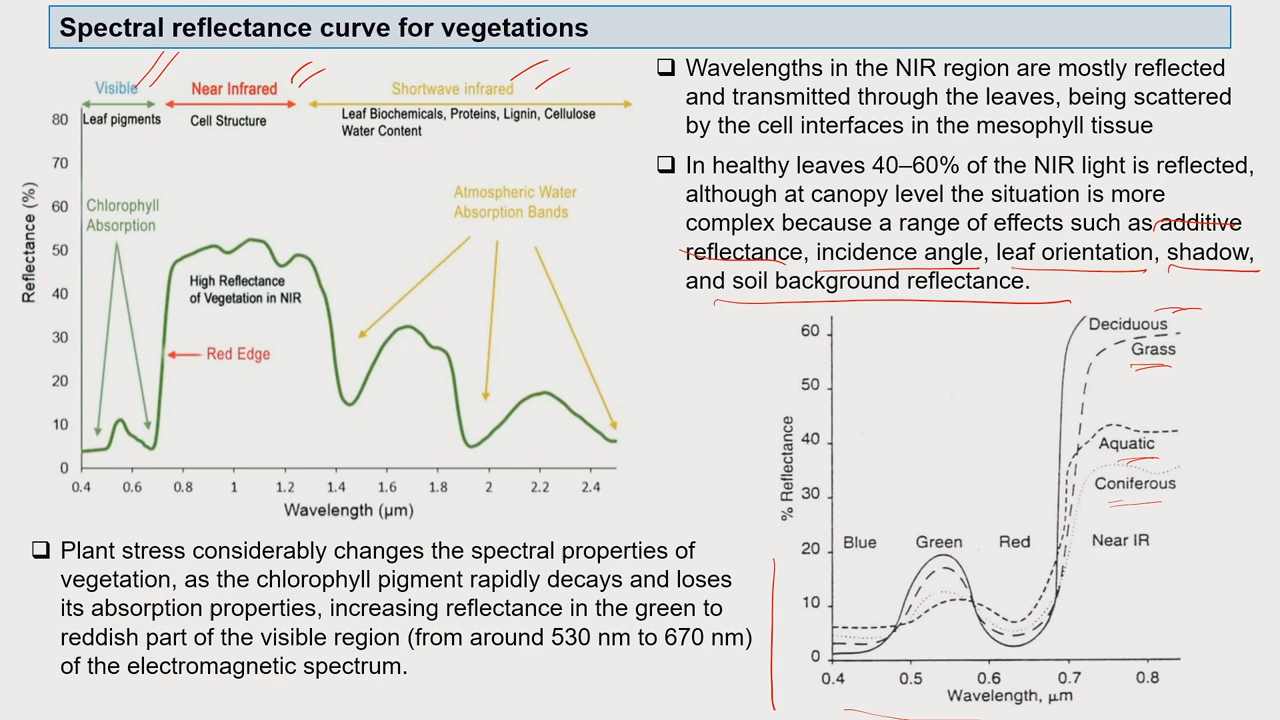 Spectral reflectance curve for vegetations
Visible
Near Infrared
Shortwave infrared
Leaf pigments
Cell Structure
Leaf Biochemicals, Proteins, Lignin, Cellulose
Water Content
80
70
60
50
40
30
20
10
0
Reflectance (%)
Chlorophyll
Absorption
Atmospheric Water
Absorption Bands
High Reflectance
of Vegetation in NIR
Red Edge
0.4 0.6 0.8 1 1.2 1.4 1.6 1.8 2 2.2 2.4
Wavelength (μm)
❑ Plant stress considerably changes the spectral properties of
vegetation, as the chlorophyll pigment rapidly decays and loses
its absorption properties, increasing reflectance in the green to
reddish part of the visible region (from around 530 nm to 670 nm)
of the electromagnetic spectrum.
❑ Wavelengths in the NIR region are mostly reflected
and transmitted through the leaves, being scattered
by the cell interfaces in the mesophyll tissue
❑ In healthy leaves 40–60% of the NIR light is reflected,
although at canopy level the situation is more
complex because a range of effects such as additive
reflectance, incidence angle, leaf orientation, shadow,
and soil background reflectance.
60
50
40
30
20
10
0
% Reflectance
Deciduous
Grass
Aquatic
Coniferous
Blue Green Red Near IR
0.4 0.5 0.6 0.7 0.8
Wavelength, μm